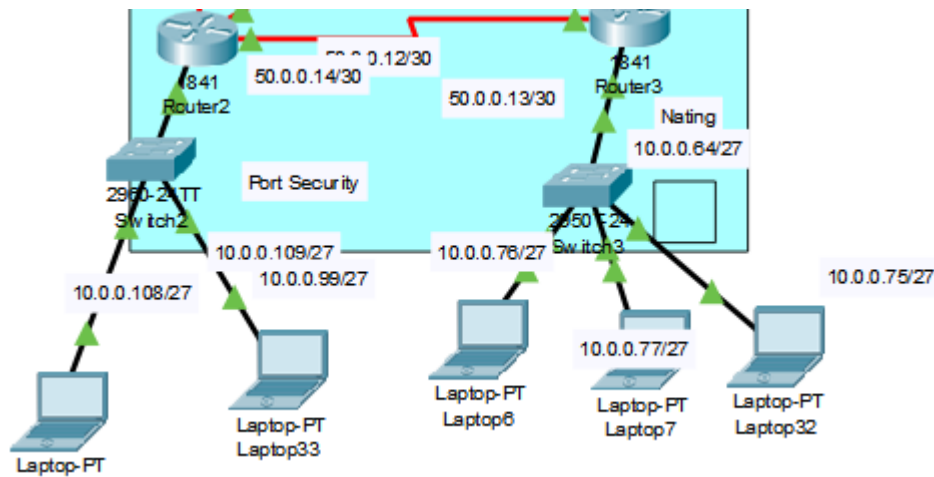 50.0.0.12/30
50.0.0.14/30
1841
Router2
1841
Router3
50.0.0.13/30
Nating
10.0.0.64/27
Port Security
2960-24TT
Switch2
2950
Switch3
10.0.0.109/27
10.0.0.99/27
10.0.0.76/27
10.0.0.75/27
10.0.0.108/27
10.0.0.77/27
Laptop-PT
Laptop33
Laptop-PT
Laptop6
Laptop-PT
Laptop7
Laptop-PT
Laptop32
Laptop-PT